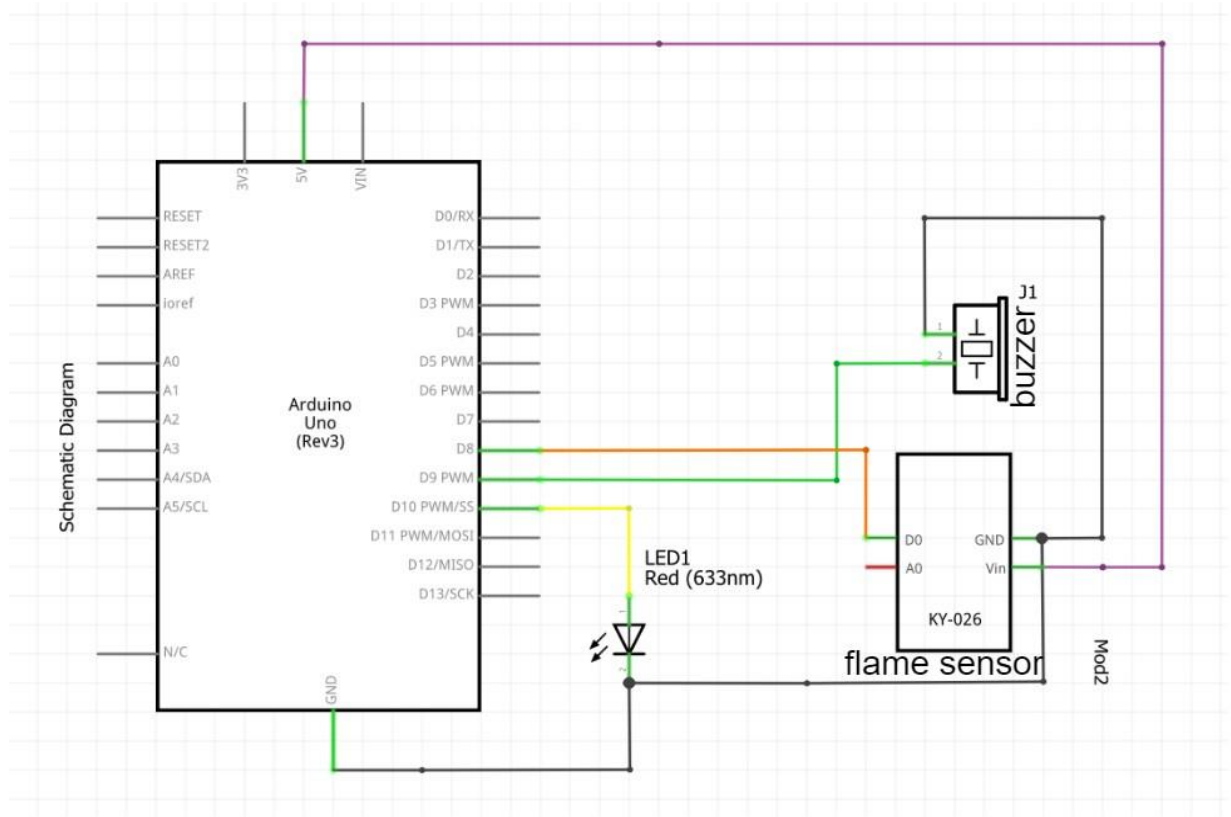 3V3
5V
VIN
RESET
RESET2
AREF
ioref
A0
A1
A2
A3
A4/SDA
A5/SCL
N/C
Arduino
Uno
(Rev3)
D0/RX
D1/TX
D2
D3 PWM
D4
D5 PWM
D6 PWM
D7
D8
D9 PWM
D10 PWM/SS
D11 PWM/MOSI
D12/MISO
D13/SCK
GND
Schematic Diagram
LED1
Red (633nm)
1
2
J1
buzzer
1
2
D0
A0
GND
Vin
KY-026
flame sensor
Mod2